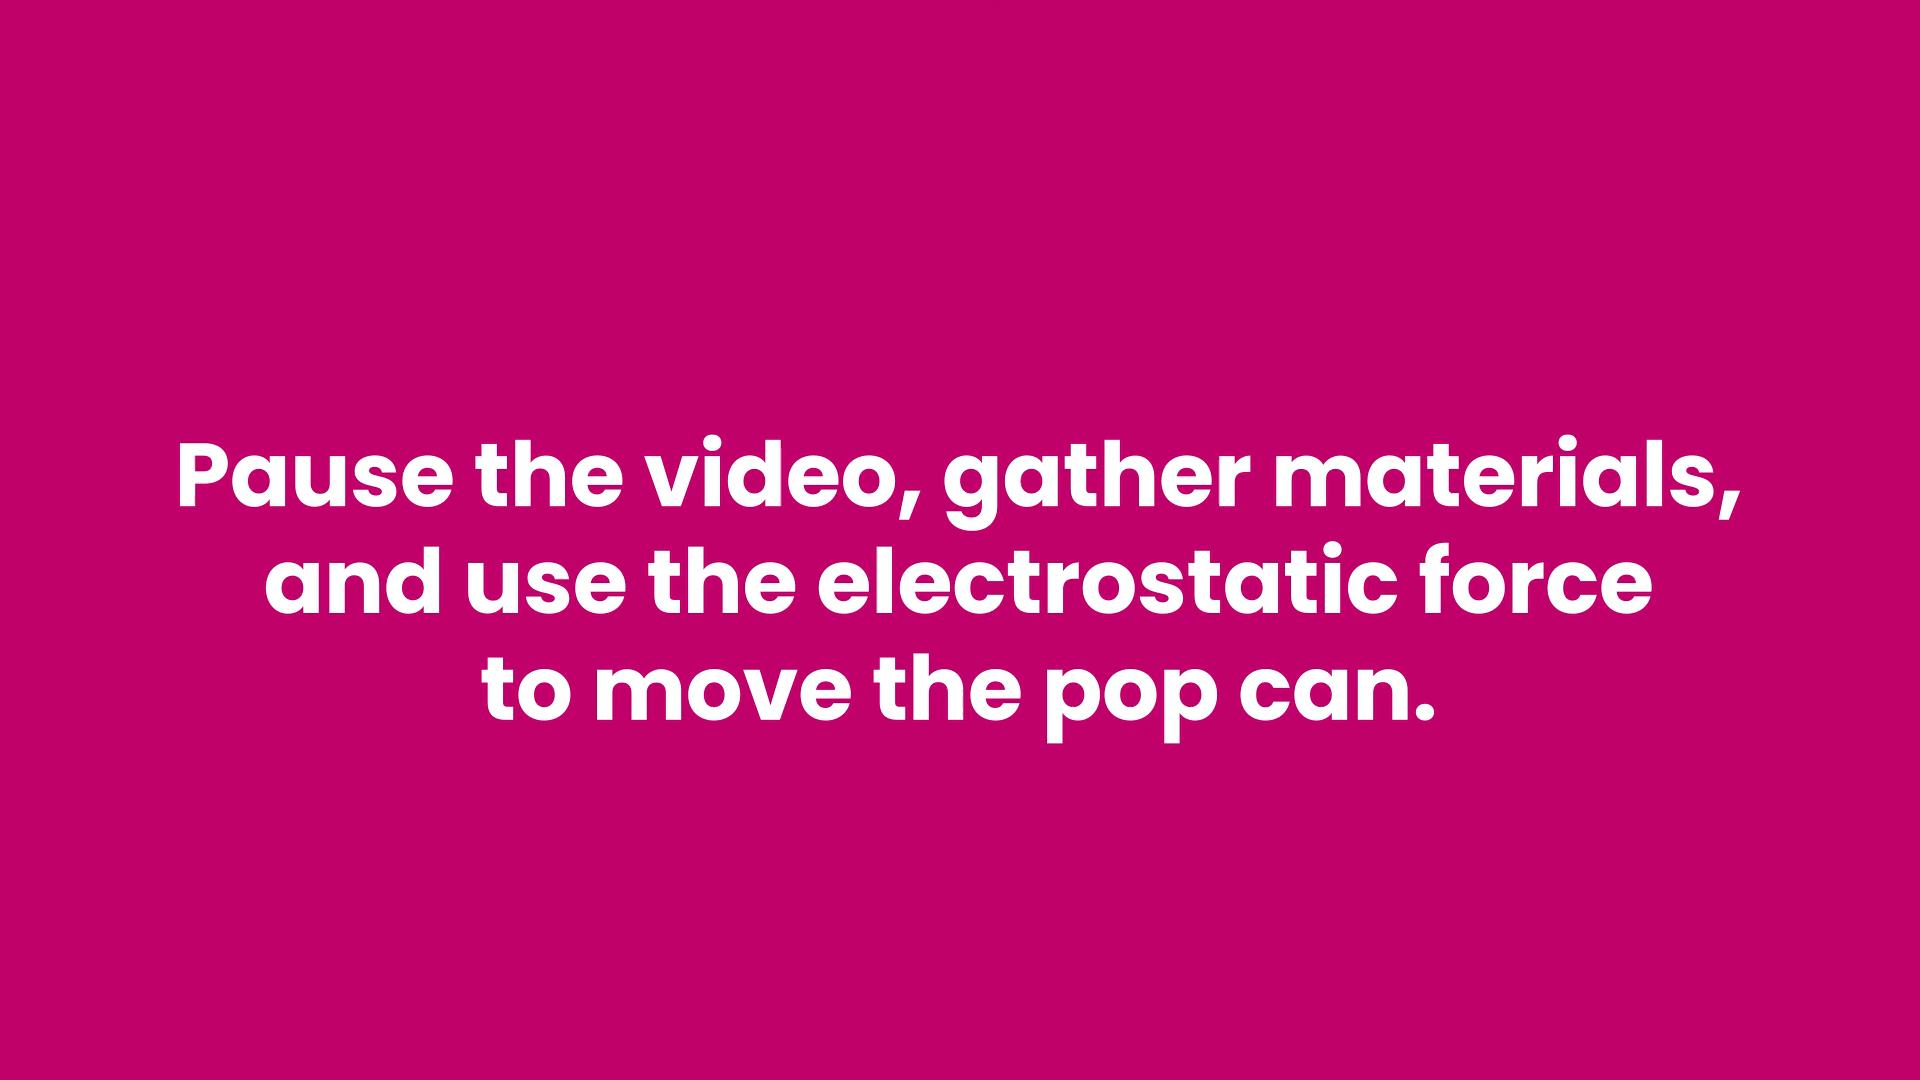 Pause the video, gather materials,
and use the electrostatic force
to move the pop can.